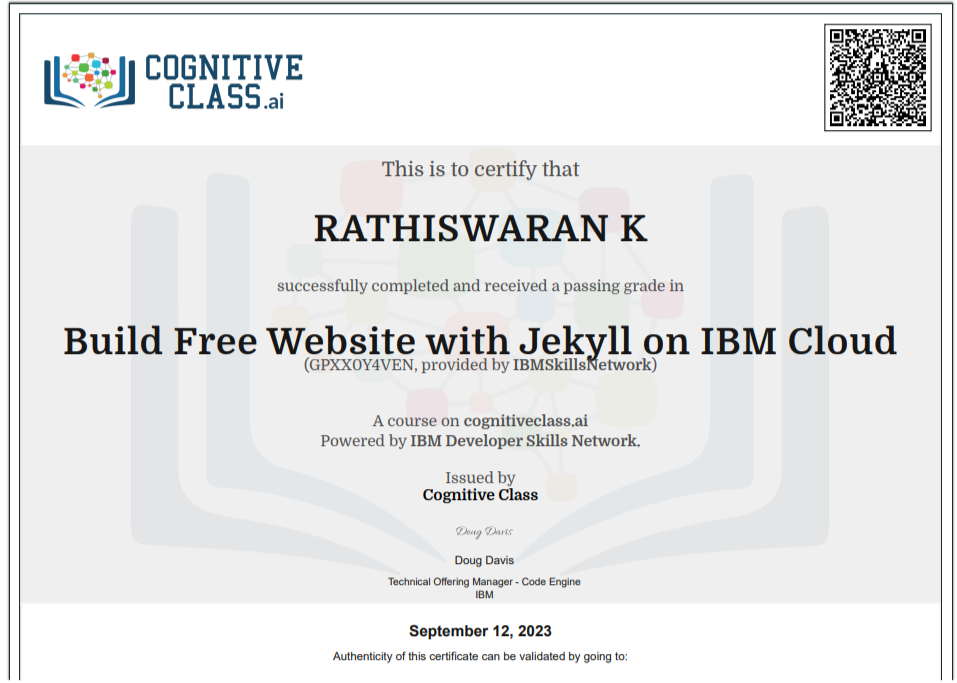 COGNITIVE
CLASS.ai
This is to certify that
RATHISWARAN K
successfully completed and received a passing grade in
Build Free Website with Jekyll on IBM Cloud
(GPXX0Y4VEN, provided by IBMSkillsNetwork)
A course on cognitiveclass.ai
Powered by IBM Developer Skills Network.
Issued by
Cognitive Class
Doug Davis
Doug Davis
Technical Offering Manager - Code Engine
IBM
September 12, 2023
Authenticity of this certificate can be validated by going to: